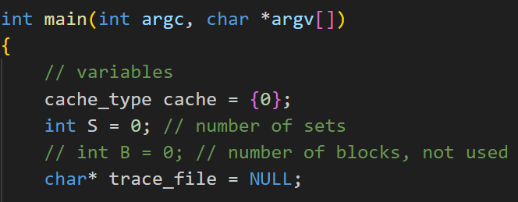 int main(int argc, char *argv[])
{
    // variables
    cache_type cache = {0};
    int S = 0; // number of sets
    // int B = 0; // number of blocks, not used
    char* trace_file = NULL;